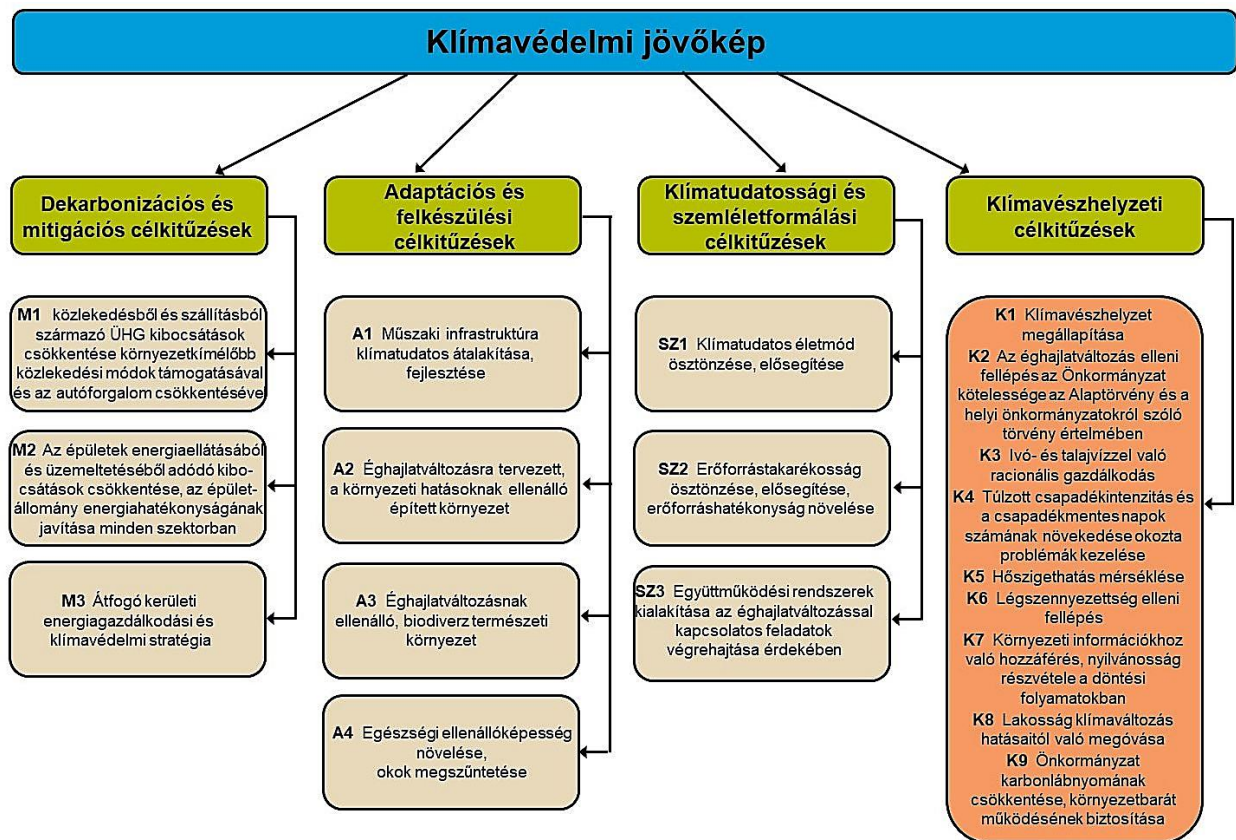 Klímavédelmi jövőkép
Dekarbonizációs és
mitigációs célkitűzések
M1 közlekedésből és szállításból
származó ÜHG kibocsátások
csökkentése környezetkímélőbb
közlekedési módok támogatásával
és az autóforgalom csökkentésével
M2 Az épületek energiaellátásából
és üzemeltetéséből adódó kibo-
csátások csökkentése, az épület-
állomány energiahatékonyságának
javítása minden szektorban
M3 Átfogó kerületi
energiagazdálkodási és
klímavédelmi stratégia
Adaptációs és
felkészülési
célkitűzések
A1 Műszaki infrastruktúra
klímatudatos átalakítása,
fejlesztése
A2 Éghajlatváltozásra tervezett,
a környezeti hatásoknak ellenálló
épített környezet
A3 Éghajlatváltozásnak
ellenálló, biodiverz természeti
környezet
A4 Egészségi ellenállóképesség
növelése,
okok megszűntetése
Klímatudatossági és
szemléletformálási
célkitűzések
SZ1 Klímatudatos életmód
ösztönzése, elősegítése
SZ2 Erőforrástakarékosság
ösztönzése, elősegítése,
erőforráshatékonyság növelése
SZ3 Együttműködési rendszerek
kialakítása az éghajlatváltozással
kapcsolatos feladatok
végrehajtása érdekében
Klímavészhelyzeti
célkitűzések
K1 Klímavészhelyzet
megállapítása
K2 Az éghajlatváltozás elleni
fellépés az Önkormányzat
kötelessége az Alaptörvény és a
helyi önkormányzatokról szóló
törvény értelmében
K3 Ivó- és talajvízzel való
racionális gazdálkodás
K4 Túlzott csapadékintenzitás és
a csapadékmentes napok
számának növekedése okozta
problémák kezelése
K5 Hőszigethatás mérséklése
K6 Légszennyezettség elleni
fellépés
K7 Környezeti információkhoz
való hozzáférés, nyilvánosság
részvétele a döntési
folyamatokban
K8 Lakosság klímaváltozás
hatásaitól való megóvása
K9 Önkormányzat
karbonlábnyomának
csökkentése, környezetbarát
működésének biztosítása